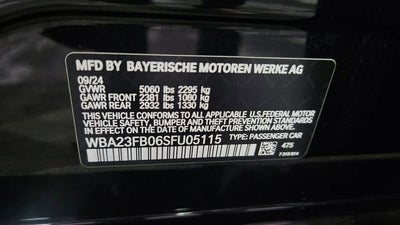 MFD BY BAYERISCHE MOTOREN WERKE AG
09/24
GVWR 5060 lbs 2295 kg
GAWR FRONT 2381 lbs 1080 kg
GAWR REAR 2932 lbs 1330 kg
THIS VEHICLE CONFORMS TO ALL APPLICABLE U.S.FEDERAL MOTOR
VEHICLE SAFETY, BUMPER, AND THEFT PREVENTION STANDARDS
IN EFFECT ON THE DATE OF MANUFACTURE SHOWN ABOVE.
WBA23FB06SFU05115 TYPE: PASSENGER CAR
475